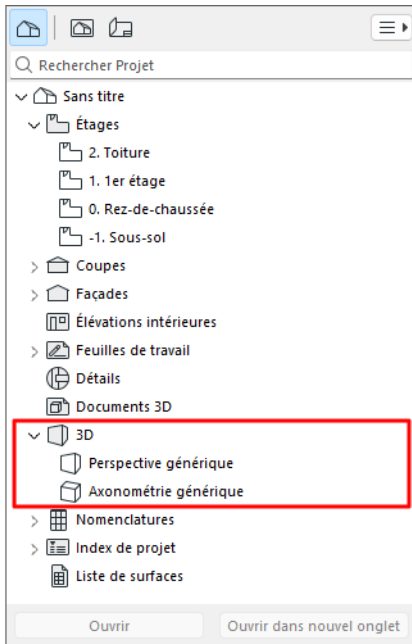 Rechercher Projet
Sans titre
Étages
2. Toiture
1. 1er étage
0. Rez-de-chaussée
-1. Sous-sol
Coupes
Façades
Élévations intérieures
Feuilles de travail
Détails
Documents 3D
3D
Perspective générique
Axonométrie générique
Nomenclatures
Index de projet
Liste de surfaces
Ouvrir
Ouvrir dans nouvel onglet